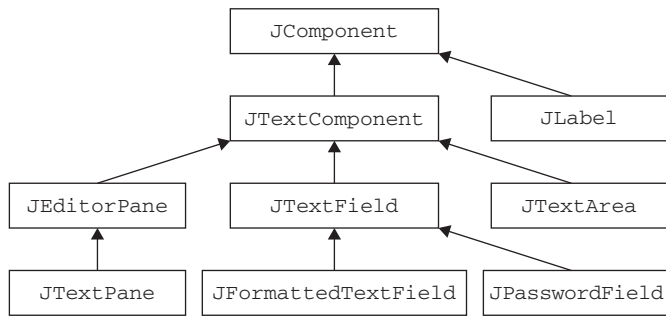 JComponent
JTextComponent
JLabel
JEditorPane
JTextField
JTextArea
JTextPane
JFormattedTextField
JPasswordField